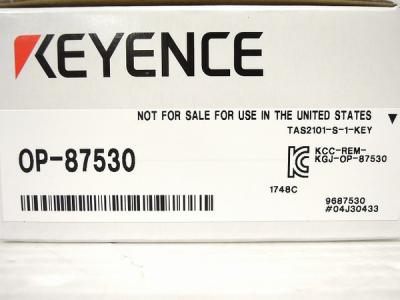 KEYENCE
NOT FOR SALE FOR USE IN THE UNITED STATES
TAS2101-S-1-KEY
OP-87530
KCC-REM-
KGJ-OP-87530
1748C
9687530
#04J30433